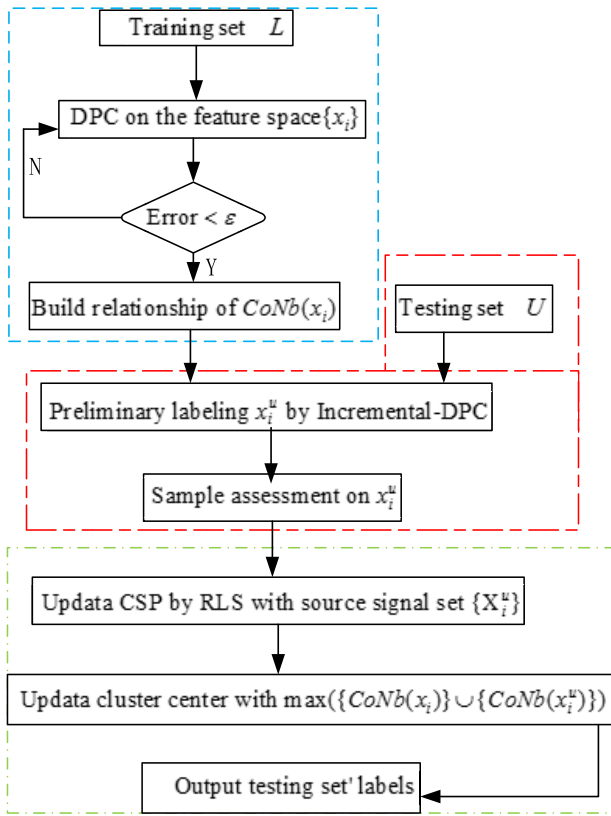 Training set L
DPC on the feature space{xᵢ}
N
Error < ε
Y
Build relationship of CoNb(xᵢ)
Testing set U
Preliminary labeling xᵢᵘ by Incremental-DPC
Sample assessment on xᵢᵘ
Updata CSP by RLS with source signal set {Xᵢᵘ}
Updata cluster center with max({CoNb(xᵢ)}∪{CoNb(xᵢᵘ)})
Output testing set' labels